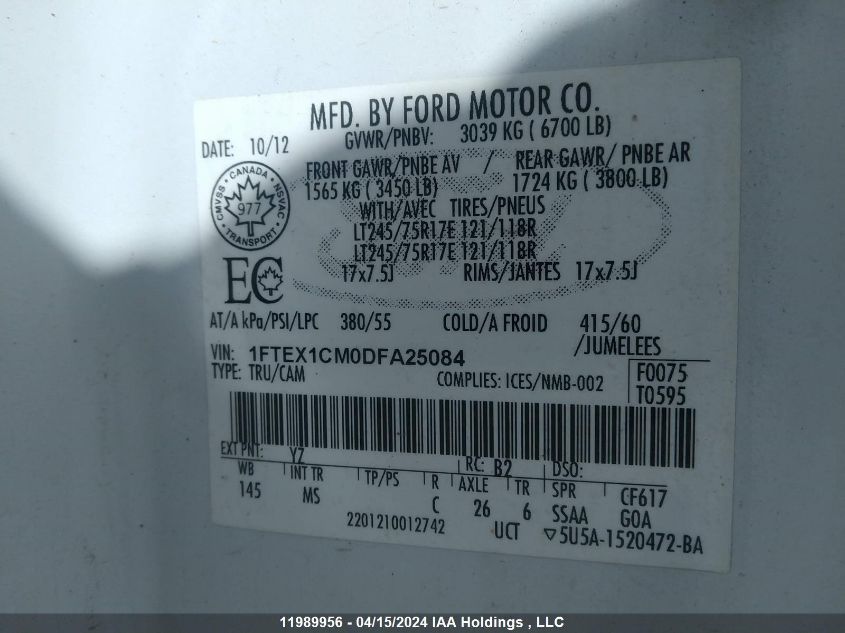 MFD. BY FORD MOTOR CO.
DATE: 10/12
GVWR/PNBV: 3039 KG ( 6700 LB)
FRONT GAWR/PNBE AV / REAR GAWR/ PNBE AR
1565 KG ( 3450 LB) 1724 KG ( 3800 LB)
WITH/AVEC TIRES/PNEUS
LT245/75R17E 121/118R
LT245/75R17E 121/118R
17x7.5J RIMS/JANTES 17x7.5J
CMVSS • CANADA • NSVAC
977
• TRANSPORT •
EC
AT/A kPa/PSI/LPC 380/55 COLD/A FROID 415/60
VIN: 1FTEX1CM0DFA25084 /JUMELEES
TYPE: TRU/CAM COMPLIES: ICES/NMB-002 F0075
T0595
EXT PNT: YZ RC: B2 DSO:
WB INT TR TP/PS R AXLE TR SPR CF617
145 MS C 26 6 SSAA GOA
2201210012742 UCT ▽5U5A-1520472-BA
11989956 - 04/15/2024 IAA Holdings , LLC